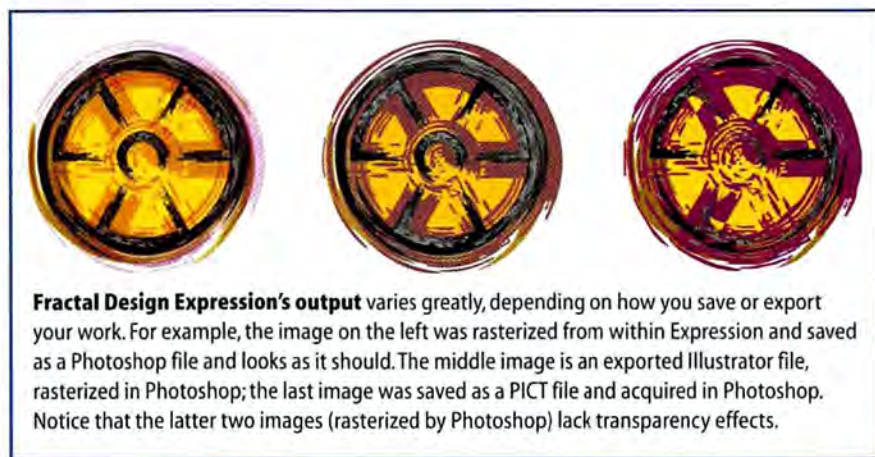 Fractal Design Expression's output varies greatly, depending on how you save or export
your work. For example, the image on the left was rasterized from within Expression and saved
as a Photoshop file and looks as it should. The middle image is an exported Illustrator file,
rasterized in Photoshop; the last image was saved as a PICT file and acquired in Photoshop.
Notice that the latter two images (rasterized by Photoshop) lack transparency effects.